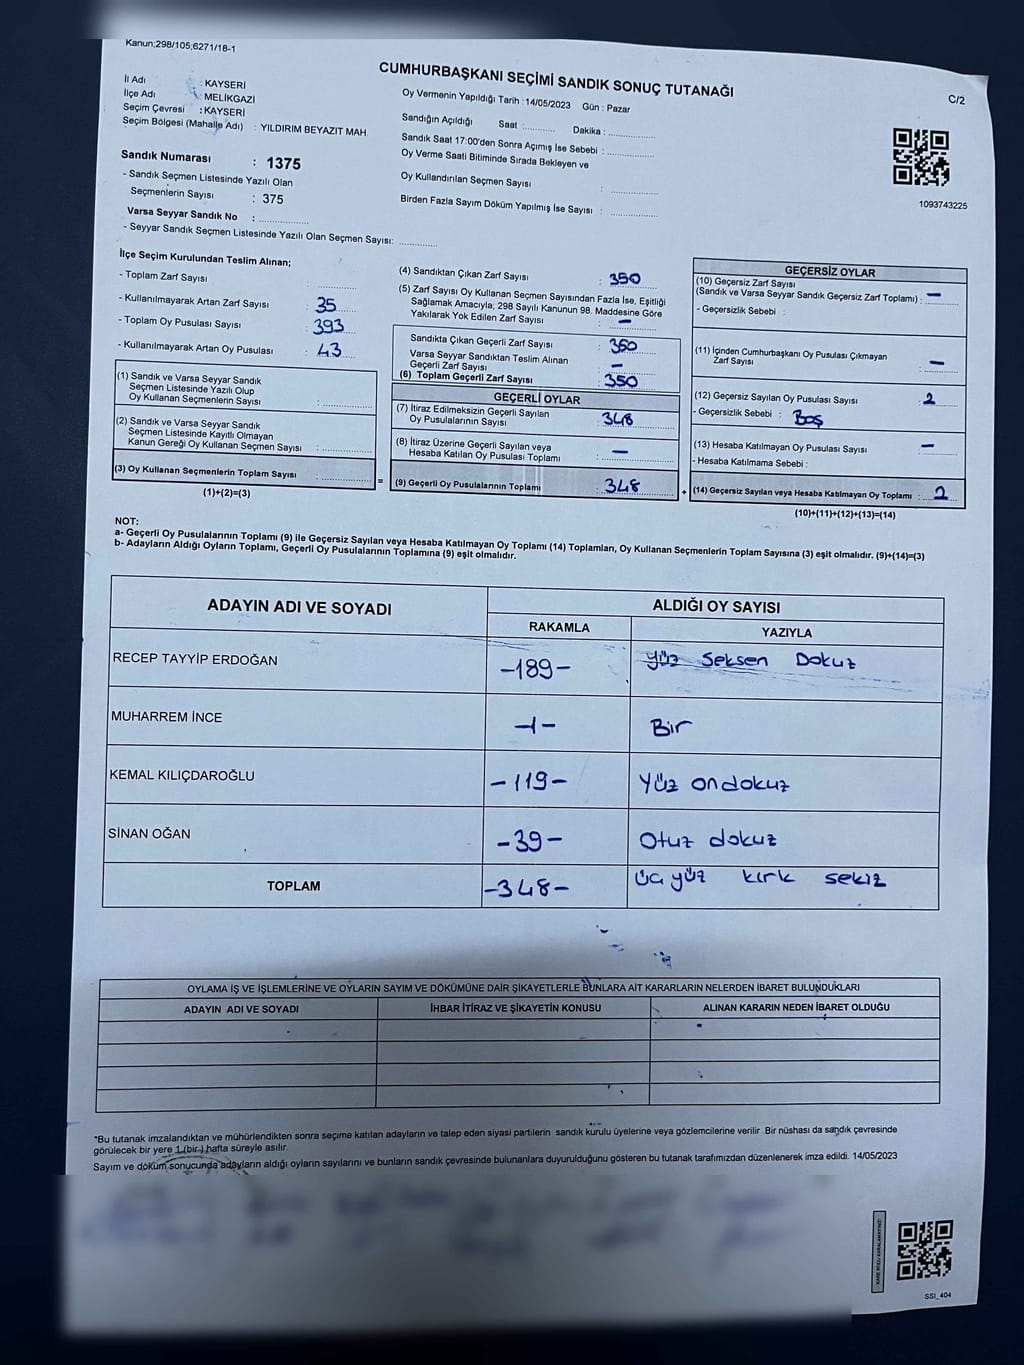 Kanun;298/105;6271/18-1
CUMHURBAŞKANI SEÇİMİ SANDIK SONUÇ TUTANAĞI
C/2
İl Adı : KAYSERİ
İlçe Adı : MELİKGAZİ
Seçim Çevresi : KAYSERİ
Seçim Bölgesi (Mahalle Adı) : YILDIRIM BEYAZIT MAH.
Sandık Numarası : 1375
- Sandık Seçmen Listesinde Yazılı Olan
Seçmenlerin Sayısı : 375
Varsa Seyyar Sandık No : ..............
- Seyyar Sandık Seçmen Listesinde Yazılı Olan Seçmen Sayısı: ............
Oy Vermenin Yapıldığı Tarih : 14/05/2023 Gün : Pazar
Sandığın Açıldığı Saat : .......... Dakika : ..............
Sandık Saat 17:00'den Sonra Açımış İse Sebebi : ..............
Oy Verme Saati Bitiminde Sırada Bekleyen ve
Oy Kullandırılan Seçmen Sayısı : ..............
Birden Fazla Sayım Döküm Yapılmış İse Sayısı : ..............
1093743225
İlçe Seçim Kurulundan Teslim Alınan;
- Toplam Zarf Sayısı : ..............
- Kullanılmayarak Artan Zarf Sayısı : 35
- Toplam Oy Pusulası Sayısı : 393
- Kullanılmayarak Artan Oy Pusulası : 43
(1) Sandık ve Varsa Seyyar Sandık
Seçmen Listesinde Yazılı Olup
Oy Kullanan Seçmenlerin Sayısı : ..............
(2) Sandık ve Varsa Seyyar Sandık
Seçmen Listesinde Kayıtlı Olmayan
Kanun Gereği Oy Kullanan Seçmen Sayısı : ..............
(3) Oy Kullanan Seçmenlerin Toplam Sayısı : .............. =
(1)+(2)=(3)
(4) Sandıktan Çıkan Zarf Sayısı : 350
(5) Zarf Sayısı Oy Kullanan Seçmen Sayısından Fazla İse, Eşitliği
Sağlamak Amacıyla; 298 Sayılı Kanunun 98. Maddesine Göre
Yakılarak Yok Edilen Zarf Sayısı : —
Sandıkta Çıkan Geçerli Zarf Sayısı : 350
Varsa Seyyar Sandıktan Teslim Alınan
Geçerli Zarf Sayısı : —
(6) Toplam Geçerli Zarf Sayısı : 350
GEÇERLİ OYLAR
(7) İtiraz Edilmeksizin Geçerli Sayılan
Oy Pusulalarının Sayısı : 348
(8) İtiraz Üzerine Geçerli Sayılan veya
Hesaba Katılan Oy Pusulası Toplamı : —
(9) Geçerli Oy Pusulalarının Toplamı : 348 +
GEÇERSİZ OYLAR
(10) Geçersiz Zarf Sayısı
(Sandık ve Varsa Seyyar Sandık Geçersiz Zarf Toplamı) : —
- Geçersizlik Sebebi :
(11) İçinden Cumhurbaşkanı Oy Pusulası Çıkmayan
Zarf Sayısı : —
(12) Geçersiz Sayılan Oy Pusulası Sayısı : 2
- Geçersizlik Sebebi : Boş
(13) Hesaba Katılmayan Oy Pusulası Sayısı : —
- Hesaba Katılmama Sebebi :
(14) Geçersiz Sayılan veya Hesaba Katılmayan Oy Toplamı : 2
(10)+(11)+(12)+(13)=(14)
NOT:
a- Geçerli Oy Pusulalarının Toplamı (9) ile Geçersiz Sayılan veya Hesaba Katılmayan Oy Toplamı (14) Toplamları, Oy Kullanan Seçmenlerin Toplam Sayısına (3) eşit olmalıdır. (9)+(14)=(3)
b- Adayların Aldığı Oyların Toplamı, Geçerli Oy Pusulalarının Toplamına (9) eşit olmalıdır.
ADAYIN ADI VE SOYADI ALDIĞI OY SAYISI
RAKAMLA YAZIYLA
RECEP TAYYİP ERDOĞAN -189- Yüz Seksen Dokuz
MUHARREM İNCE -1- Bir
KEMAL KILIÇDAROĞLU -119- Yüz ondokuz
SİNAN OĞAN -39- Otuz dokuz
TOPLAM -348- Üç yüz kırk sekiz
OYLAMA İŞ VE İŞLEMLERİNE VE OYLARIN SAYIM VE DÖKÜMÜNE DAİR ŞİKAYETLERLE BUNLARA AİT KARARLARIN NELERDEN İBARET BULUNDUKLARI
ADAYIN ADI VE SOYADI İHBAR İTİRAZ VE ŞİKAYETİN KONUSU ALINAN KARARIN NEDEN İBARET OLDUĞU
*Bu tutanak imzalandıktan ve mühürlendikten sonra seçime katılan adayların ve talep eden siyasi partilerin sandık kurulu üyelerine veya gözlemcilerine verilir .Bir nüshası da sandık çevresinde
görülecek bir yere 1 (bir ) hafta süreyle asılır.
Sayım ve döküm sonucunda adayların aldığı oyların sayılarını ve bunların sandık çevresinde bulunanlara duyurulduğunu gösteren bu tutanak tarafımızdan düzenlenerek imza edildi. 14/05/2023
KARE KODU KARALAMAYINIZ!
SSI_404